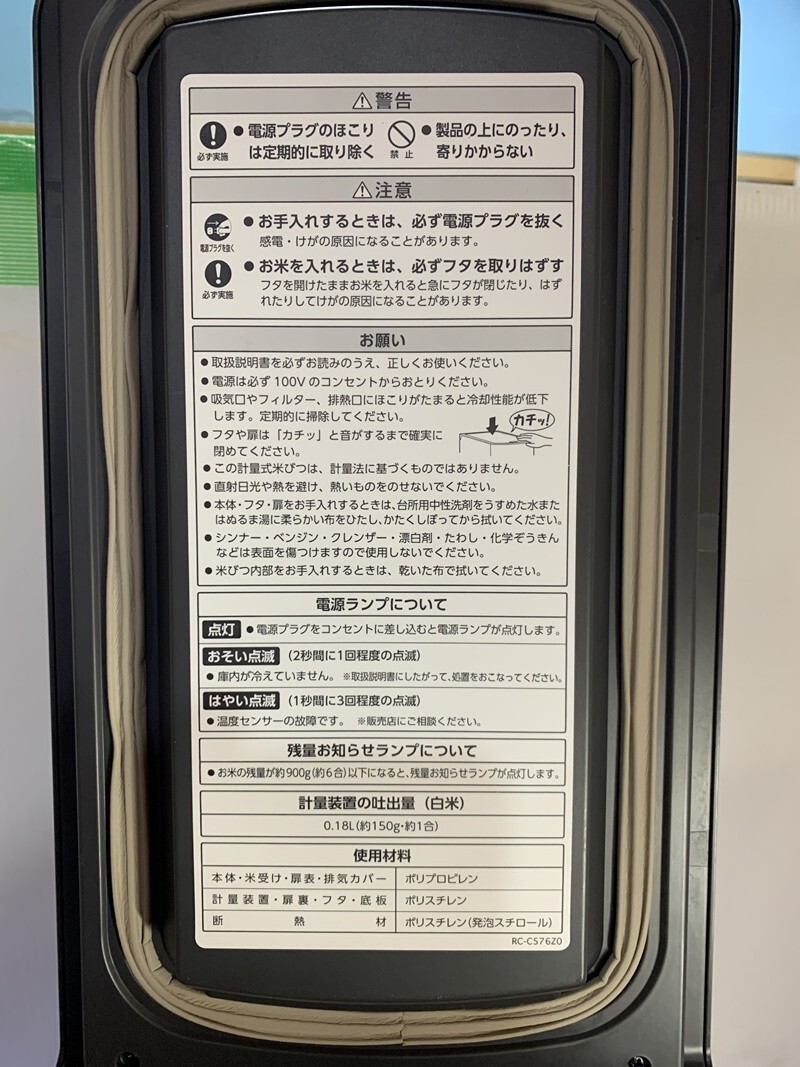 ⚠警告
必ず実施
●電源プラグのほこり
は定期的に取り除く
禁止
●製品の上にのったり、
寄りかからない
⚠注意
電源プラグを抜く
●お手入れするときは、必ず電源プラグを抜く
感電・けがの原因になることがあります。
必ず実施
●お米を入れるときは、必ずフタを取りはずす
フタを開けたままお米を入れると急にフタが閉じたり、はず
れたりしてけがの原因になることがあります。
お願い
●取扱説明書を必ずお読みのうえ、正しくお使いください。
●電源は必ず100Vのコンセントからおとりください。
●吸気口やフィルター、排熱口にほこりがたまると冷却性能が低下
します。定期的に掃除してください。
●フタや扉は「カチッ」と音がするまで確実に
閉めてください。
カチッ!
●この計量式米びつは、計量法に基づくものではありません。
●直射日光や熱を避け、熱いものをのせないでください。
●本体・フタ・扉をお手入れするときは、台所用中性洗剤をうすめた水また
はぬるま湯に柔らかい布をひたし、かたくしぼってから拭いてください。
●シンナー・ベンジン・クレンザー・漂白剤・たわし・化学ぞうきん
などは表面を傷つけますので使用しないでください。
●米びつ内部をお手入れするときは、乾いた布で拭いてください。
電源ランプについて
点灯 ●電源プラグをコンセントに差し込むと電源ランプが点灯します。
おそい点滅 (2秒間に1回程度の点滅)
●庫内が冷えていません。 ※取扱説明書にしたがって、処置をおこなってください。
はやい点滅 (1秒間に3回程度の点滅)
●温度センサーの故障です。 ※販売店にご相談ください。
残量お知らせランプについて
●お米の残量が約900g(約6合)以下になると、残量お知らせランプが点灯します。
計量装置の吐出量(白米)
0.18L(約150g・約1合)
使用材料
本体・米受け・扉表・排気カバー ポリプロピレン
計量装置・扉裏・フタ・底板 ポリスチレン
断熱材 ポリスチレン(発泡スチロール)
RC-C576Z0